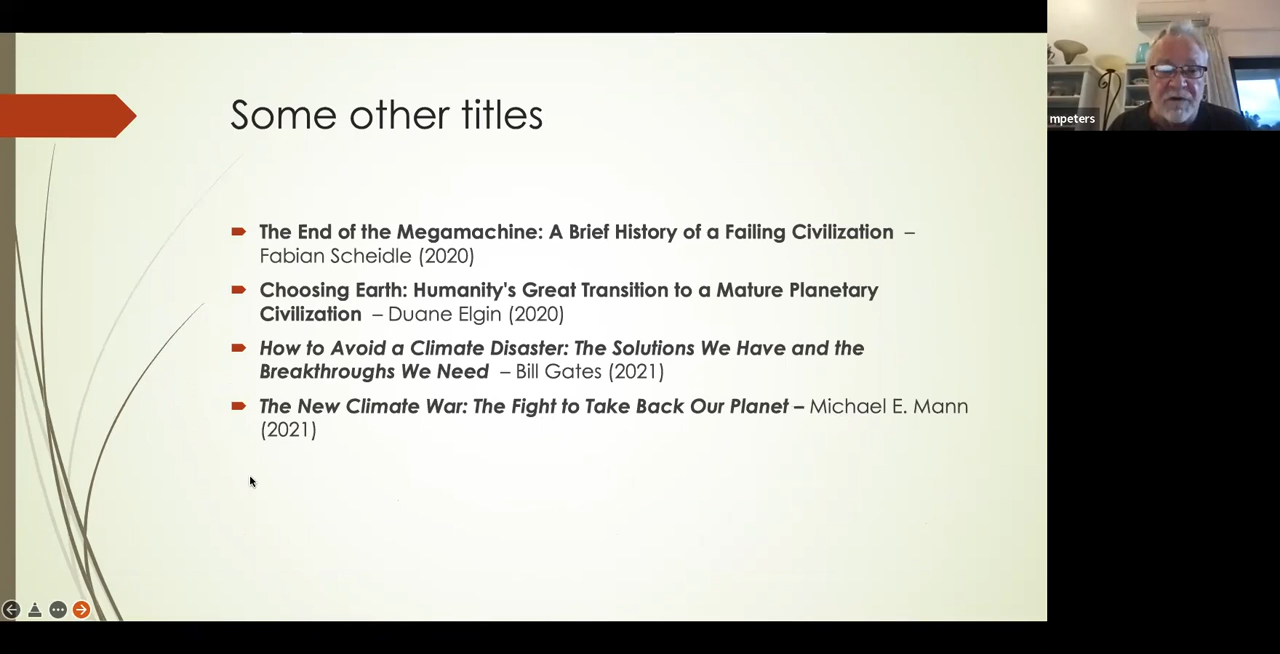 Some other titles
The End of the Megamachine: A Brief History of a Failing Civilization –
Fabian Scheidle (2020)
Choosing Earth: Humanity's Great Transition to a Mature Planetary
Civilization – Duane Elgin (2020)
How to Avoid a Climate Disaster: The Solutions We Have and the
Breakthroughs We Need – Bill Gates (2021)
The New Climate War: The Fight to Take Back Our Planet – Michael E. Mann
(2021)
mpeters